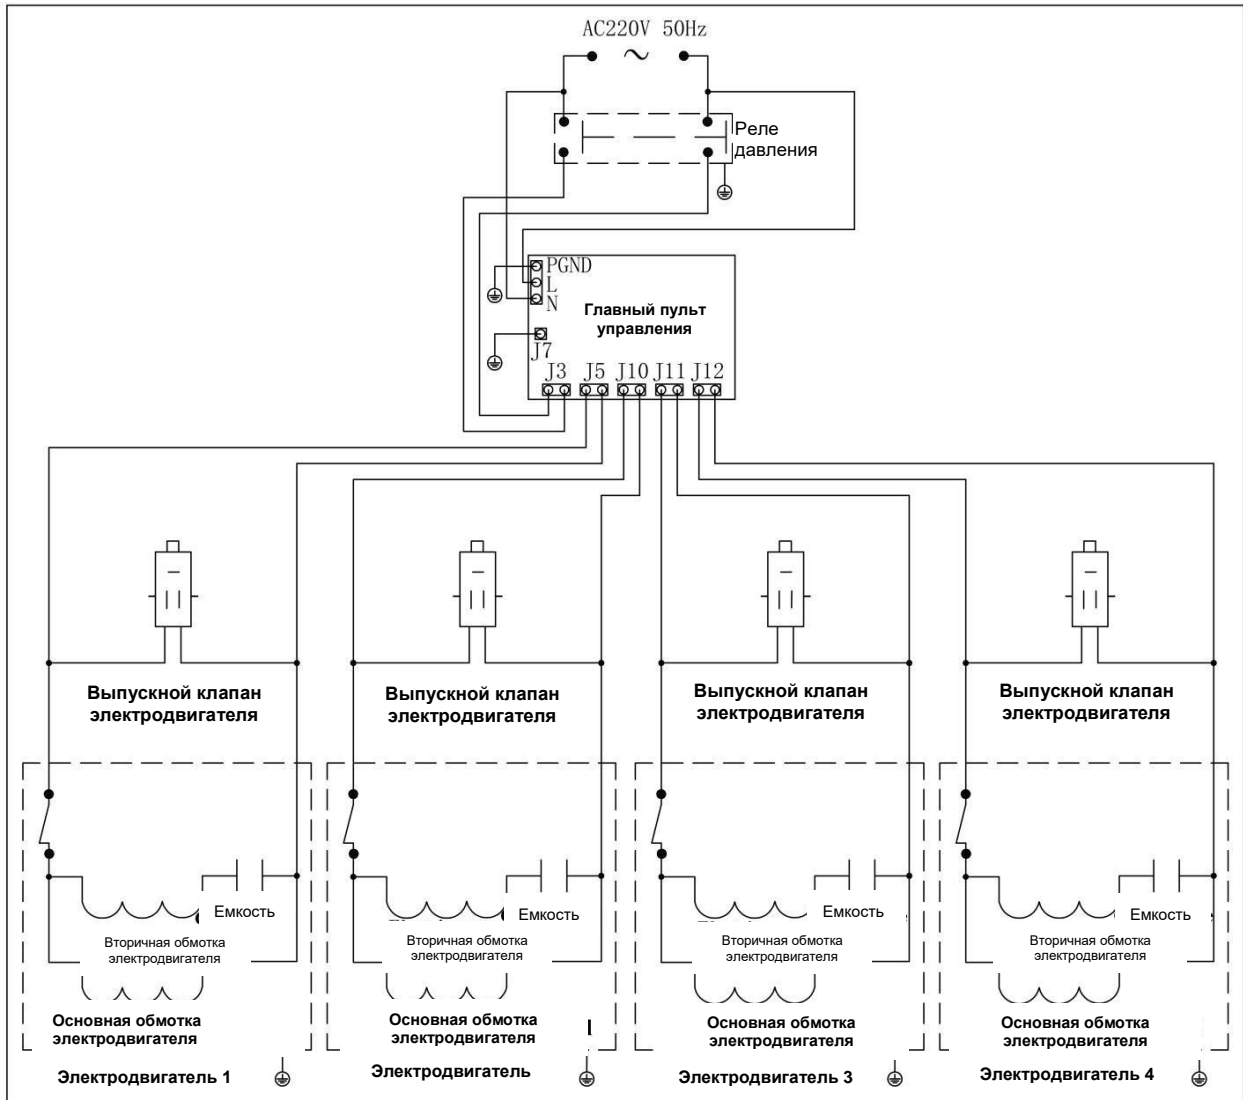 AC220V 50Hz
Реле
давления
PGND
L
N
Главный пульт
управления
J7
J3 J5 J10 J11 J12
Выпускной клапан
электродвигателя
Выпускной клапан
электродвигателя
Выпускной клапан
электродвигателя
Выпускной клапан
электродвигателя
Емкость
Емкость
Емкость
Емкость
Вторичная обмотка
электродвигателя
Вторичная обмотка
электродвигателя
Вторичная обмотка
электродвигателя
Вторичная обмотка
электродвигателя
Основная обмотка
электродвигателя
Основная обмотка
электродвигателя
Основная обмотка
электродвигателя
Основная обмотка
электродвигателя
Электродвигатель 1
Электродвигатель
Электродвигатель 3
Электродвигатель 4